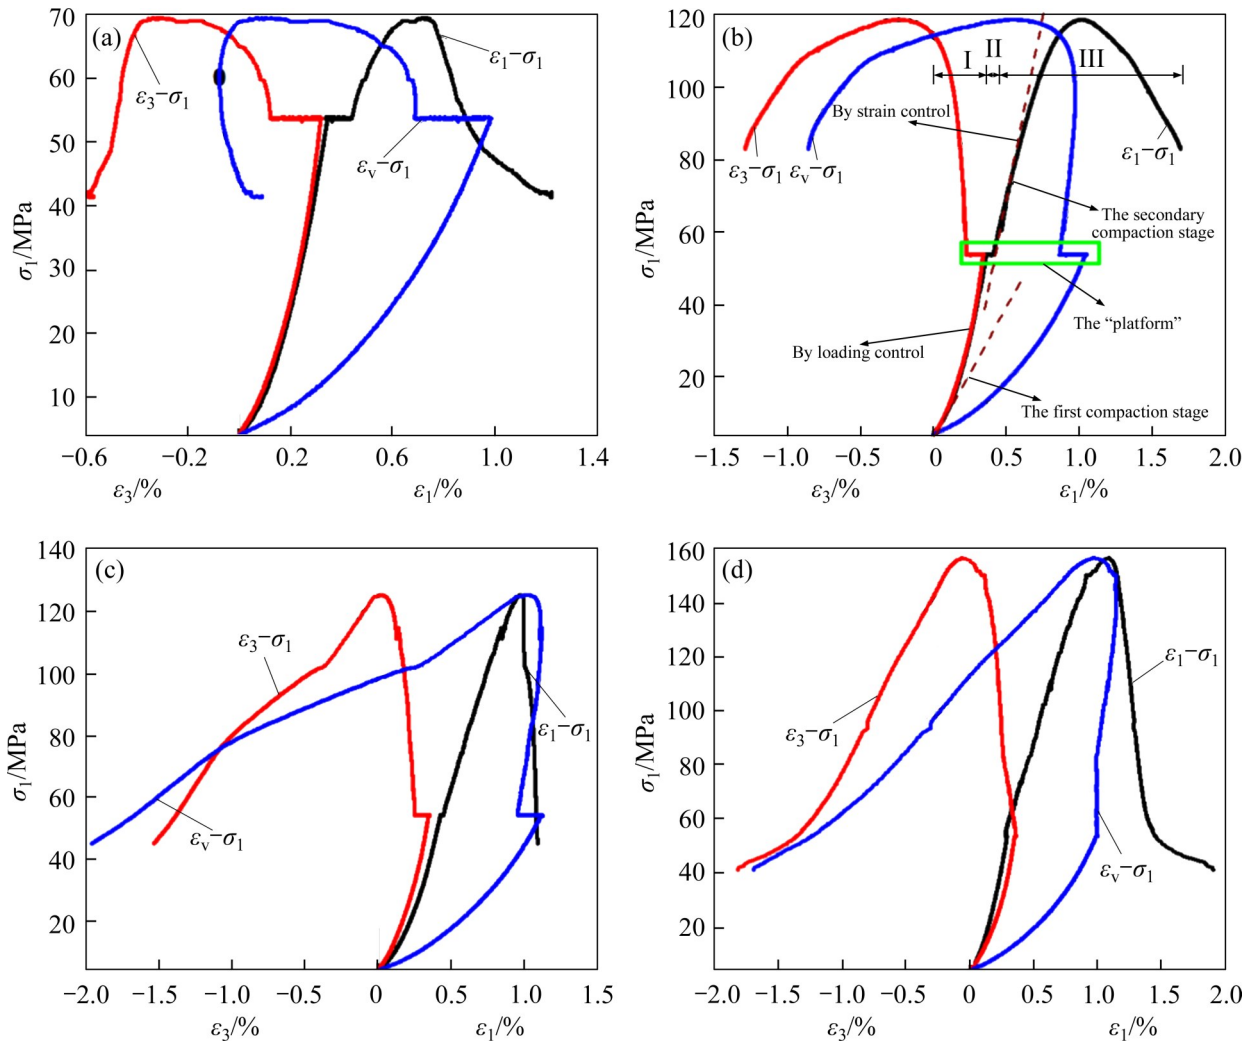 (a)
70
60
50
40
30
20
10
σ1/MPa
ε3–σ1
ε1–σ1
εv–σ1
−0.6
−0.2
0.2
0.6
1.0
1.4
ε3/%
ε1/%
(b)
120
100
80
60
40
20
σ1/MPa
I
II
III
By strain control
ε3–σ1
εv–σ1
ε1–σ1
The secondary
compaction stage
The “platform”
By loading control
The first compaction stage
−1.5
−1.0
−0.5
0
0.5
1.0
1.5
2.0
ε3/%
ε1/%
(c)
140
120
100
80
60
40
20
σ1/MPa
ε3–σ1
ε1–σ1
εv–σ1
−2.0
−1.5
−1.0
−0.5
0
0.5
1.0
1.5
ε3/%
ε1/%
(d)
160
140
120
100
80
60
40
20
σ1/MPa
ε1–σ1
ε3–σ1
εv–σ1
−2.0
−1.5
−1.0
−0.5
0
0.5
1.0
1.5
2.0
ε3/%
ε1/%